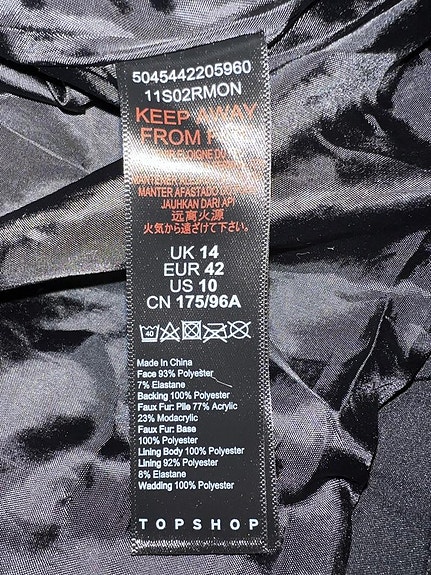 5045442205960
11S02RMON
KEEP AWAY
FROM
MANTER AFASTADO
JAUHKAN DARI API
远离火源
火気から遠ざけて下さい。
UK 14
EUR 42
US 10
CN 175/96A
40
Made In China
Face 93% Polyester
7% Elastane
Backing 100% Polyester
Faux Fur: Pile 77% Acrylic
23% Modacrylic
Faux Fur: Base
100% Polyester
Lining Body 100% Polyester
Lining 92% Polyester
8% Elastane
Wadding 100% Polyester
TOPSHOP